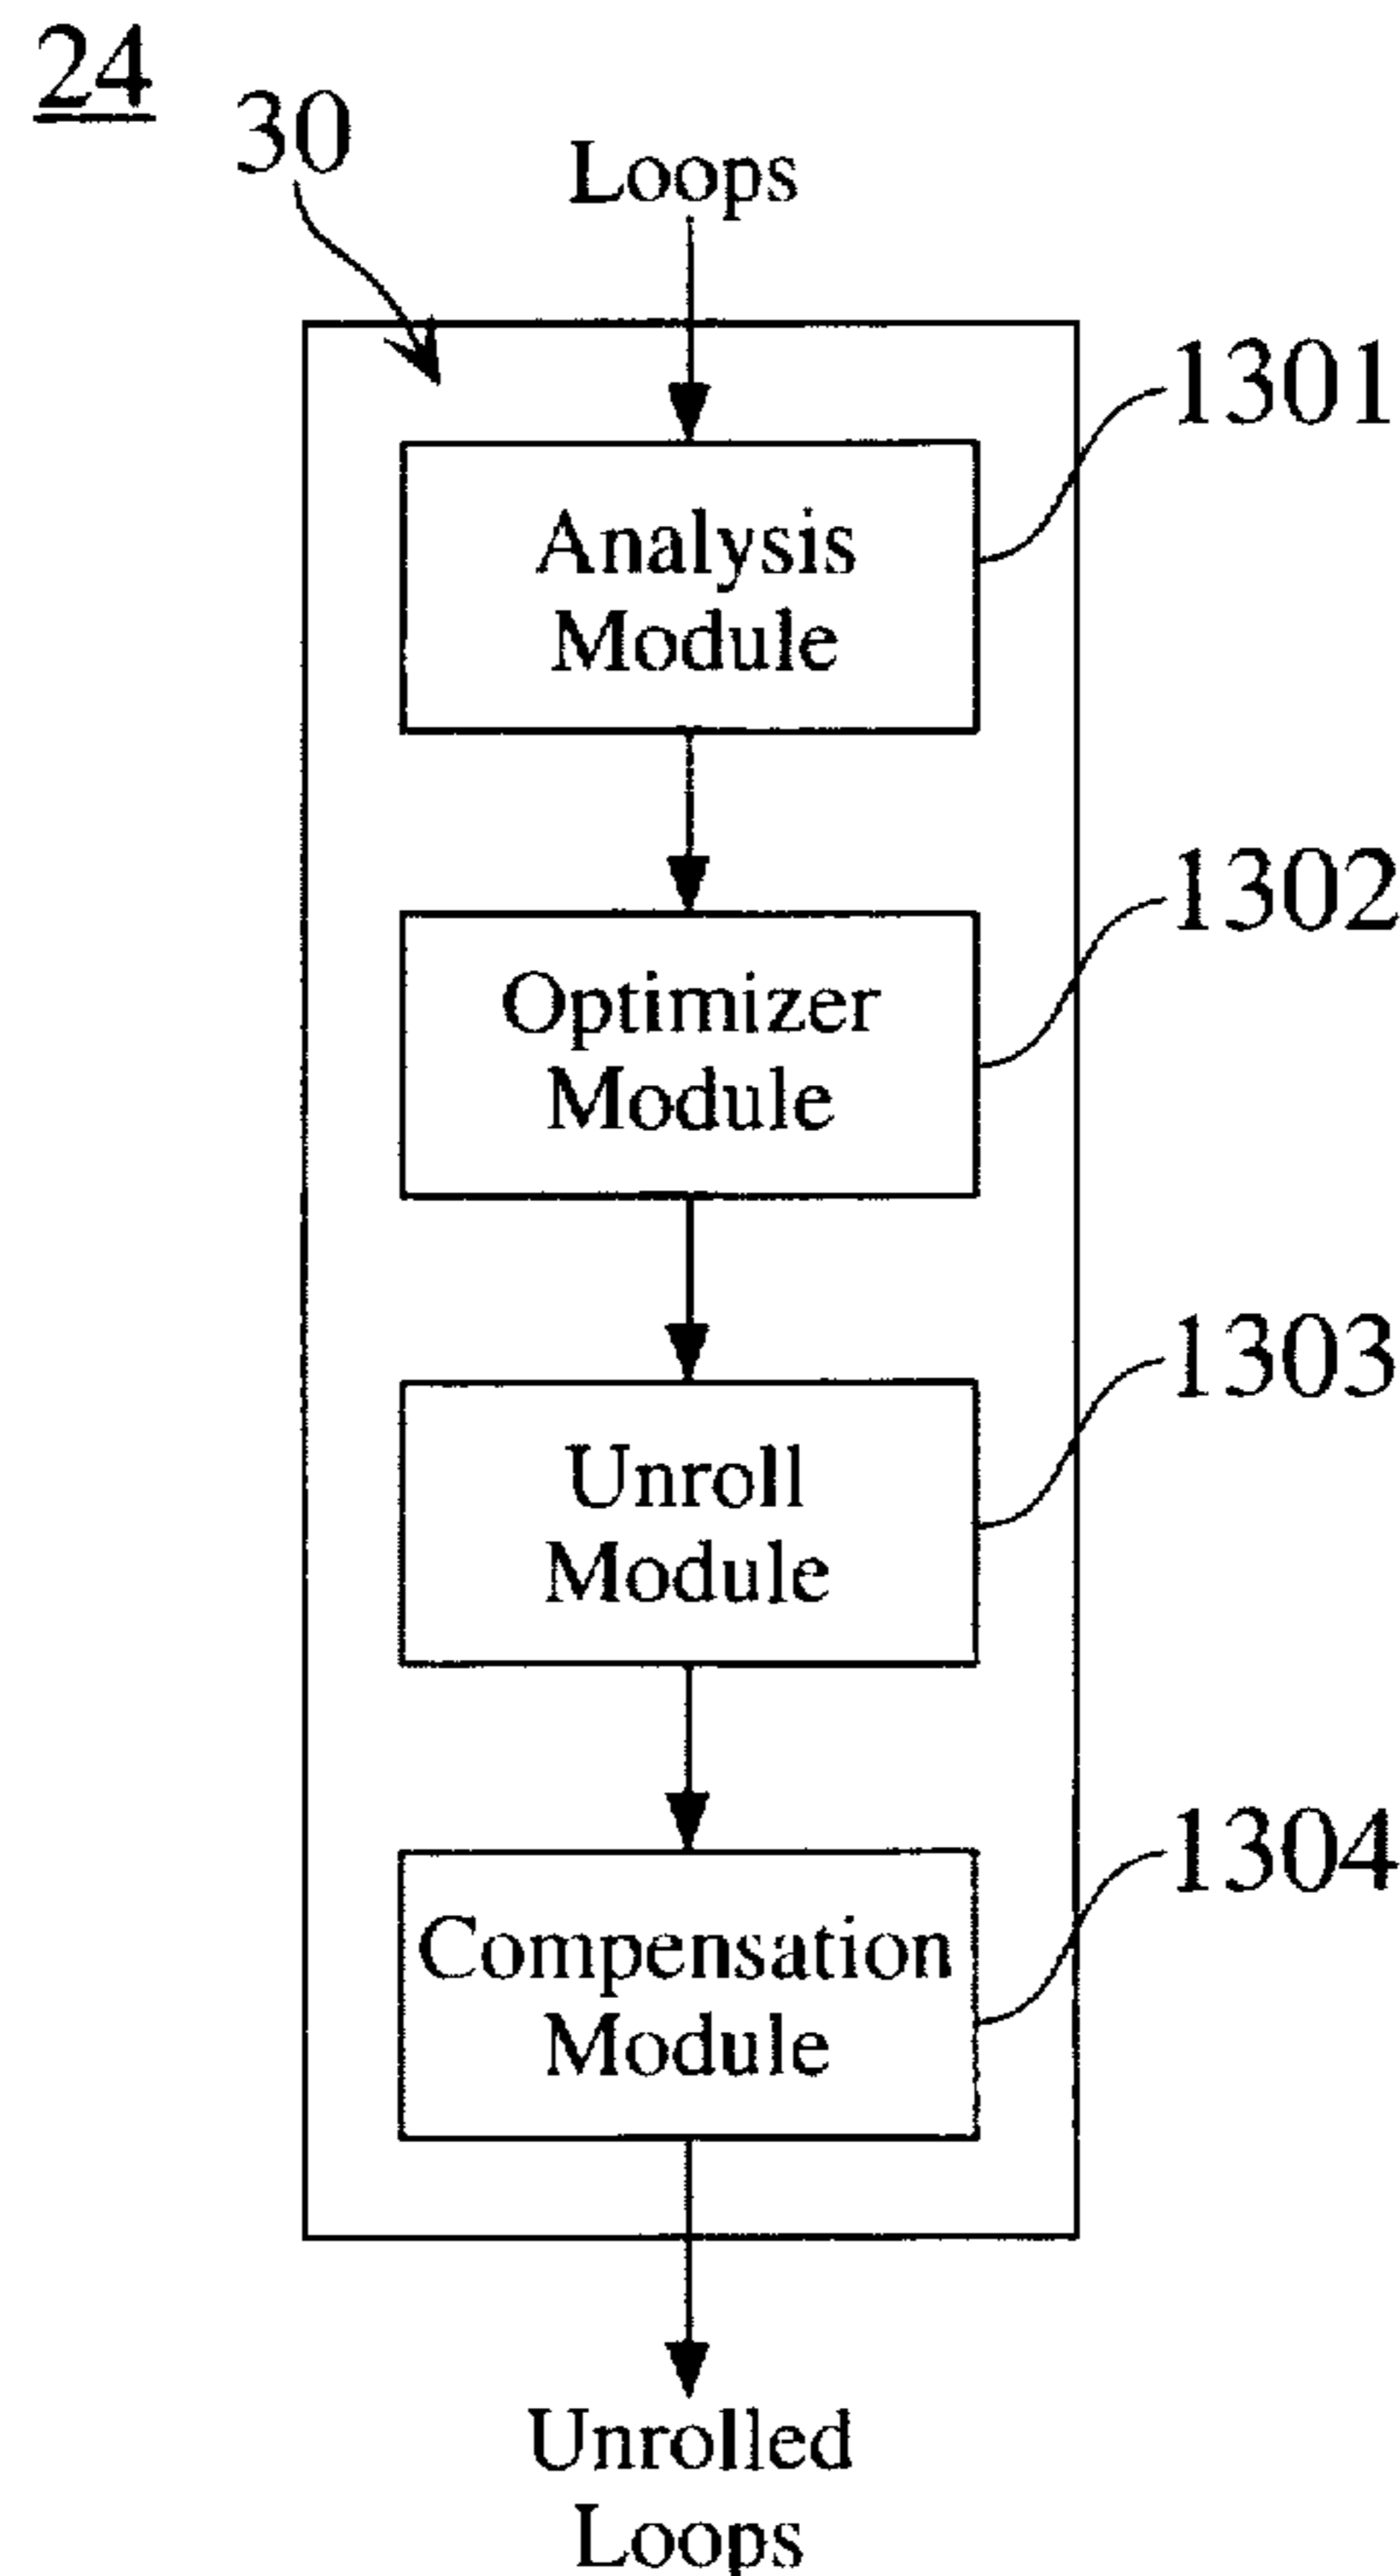 24
30
Loops
1301
Analysis
Module
1302
Optimizer
Module
1303
Unroll
Module
1304
Compensation
Module
Unrolled
Loops